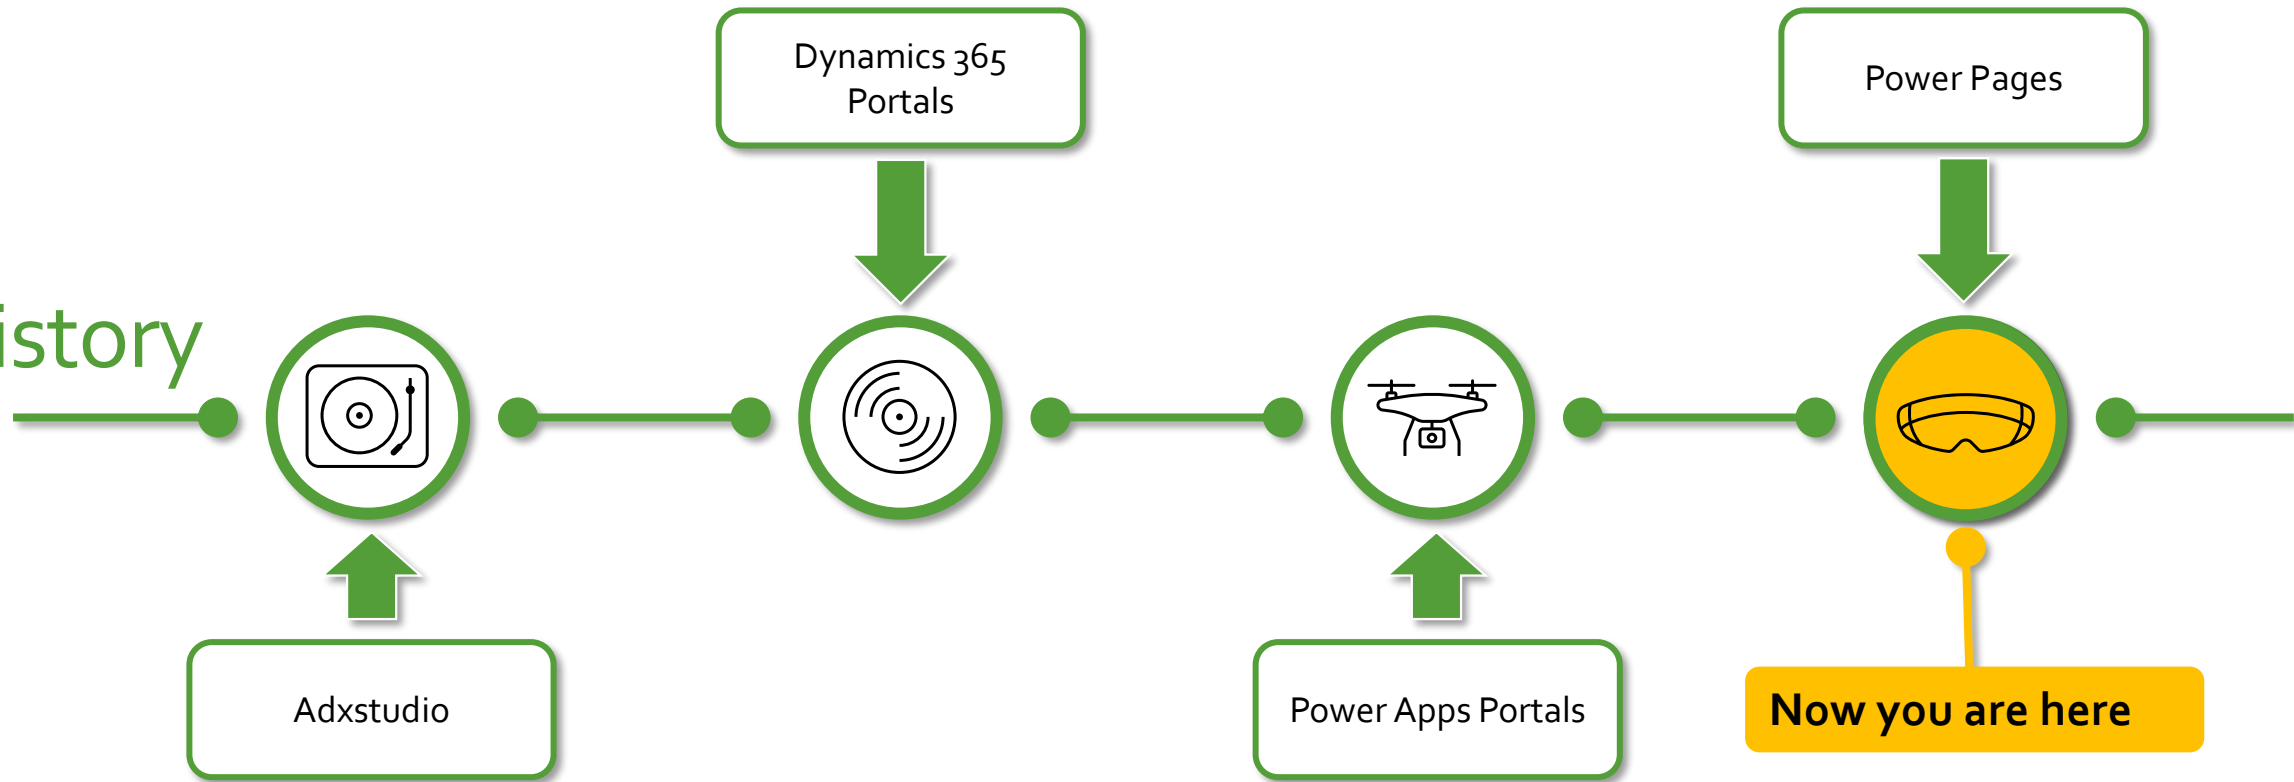 istory
Dynamics 365
Portals
Power Pages
Adxstudio
Power Apps Portals
Now you are here